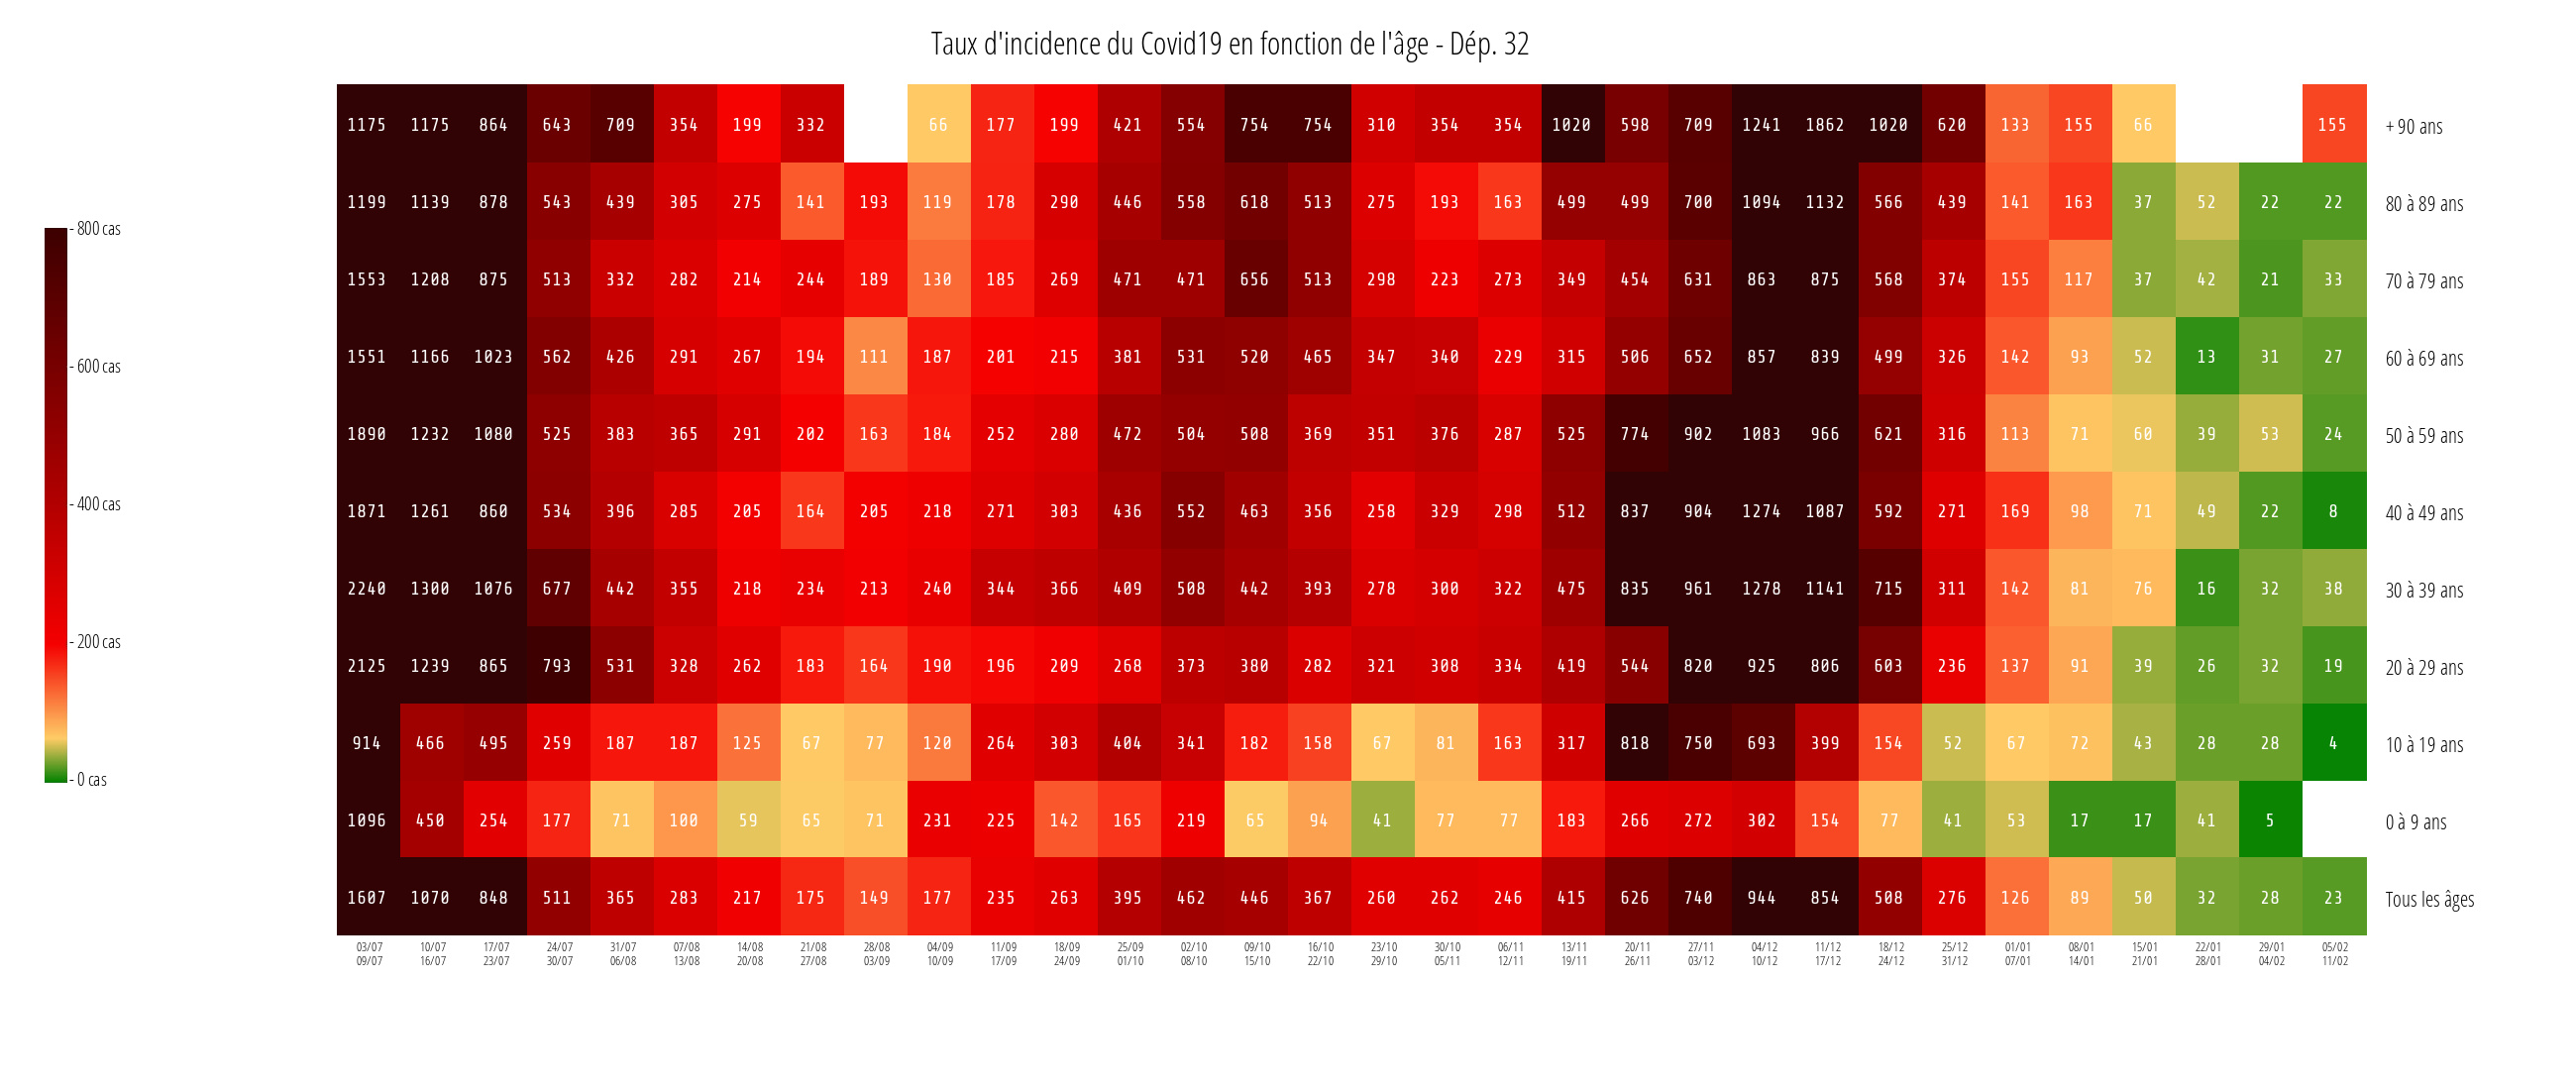 Taux d'incidence du Covid19 en fonction de l'âge - Dép. 32
1175 1175 864 643 709 354 199 332 66 177 199 421 554 754 754 310 354 354 1020 598 709 1241 1862 1020 620 133 155 66 155 + 90 ans
1199 1139 878 543 439 305 275 141 193 119 178 290 446 558 618 513 275 193 163 499 499 700 1094 1132 566 439 141 163 37 52 22 22 80 à 89 ans
- 800 cas
1553 1208 875 513 332 282 214 244 189 130 185 269 471 471 656 513 298 223 273 349 454 631 863 875 568 374 155 117 37 42 21 33 70 à 79 ans
1551 1166 1023 562 426 291 267 194 111 187 201 215 381 531 520 465 347 340 229 315 506 652 857 839 499 326 142 93 52 13 31 27 60 à 69 ans
- 600 cas
1890 1232 1080 525 383 365 291 202 163 184 252 280 472 504 508 369 351 376 287 525 774 902 1083 966 621 316 113 71 60 39 53 24 50 à 59 ans
- 400 cas
1871 1261 860 534 396 285 205 164 205 218 271 303 436 552 463 356 258 329 298 512 837 904 1274 1087 592 271 169 98 71 49 22 8 40 à 49 ans
2240 1300 1076 677 442 355 218 234 213 240 344 366 409 508 442 393 278 300 322 475 835 961 1278 1141 715 311 142 81 76 16 32 38 30 à 39 ans
- 200 cas
2125 1239 865 793 531 328 262 183 164 190 196 209 268 373 380 282 321 308 334 419 544 820 925 806 603 236 137 91 39 26 32 19 20 à 29 ans
914 466 495 259 187 187 125 67 77 120 264 303 404 341 182 158 67 81 163 317 818 750 693 399 154 52 67 72 43 28 28 4 10 à 19 ans
- 0 cas
1096 450 254 177 71 100 59 65 71 231 225 142 165 219 65 94 41 77 77 183 266 272 302 154 77 41 53 17 17 41 5 0 à 9 ans
1607 1070 848 511 365 283 217 175 149 177 235 263 395 462 446 367 260 262 246 415 626 740 944 854 508 276 126 89 50 32 28 23 Tous les âges
03/07 10/07 17/07 24/07 31/07 07/08 14/08 21/08 28/08 04/09 11/09 18/09 25/09 02/10 09/10 16/10 23/10 30/10 06/11 13/11 20/11 27/11 04/12 11/12 18/12 25/12 01/01 08/01 15/01 22/01 29/01 05/02
09/07 16/07 23/07 30/07 06/08 13/08 20/08 27/08 03/09 10/09 17/09 24/09 01/10 08/10 15/10 22/10 29/10 05/11 12/11 19/11 26/11 03/12 10/12 17/12 24/12 31/12 07/01 14/01 21/01 28/01 04/02 11/02